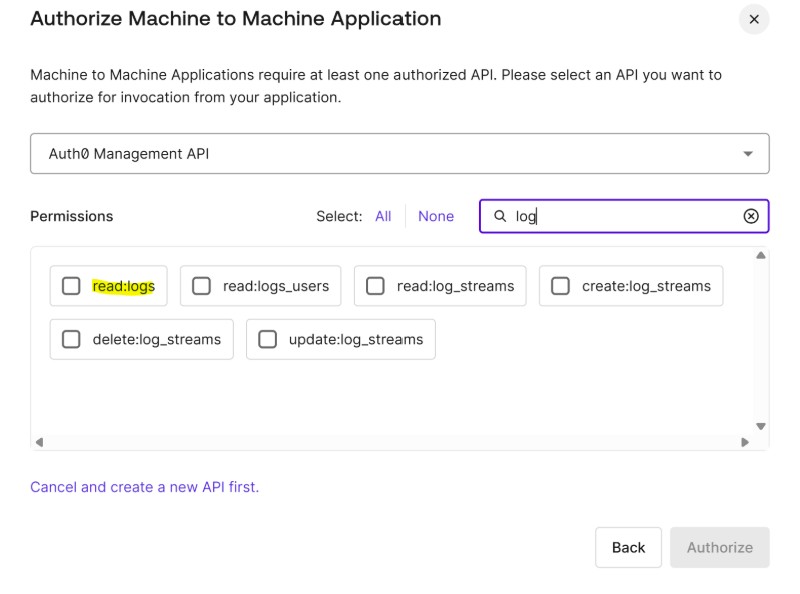 Authorize Machine to Machine Application
Machine to Machine Applications require at least one authorized API. Please select an API you want to
authorize for invocation from your application.
Auth0 Management API
Permissions Select: All None log
read:logs read:logs_users read:log_streams create:log_streams
delete:log_streams update:log_streams
Cancel and create a new API first.
Back Authorize